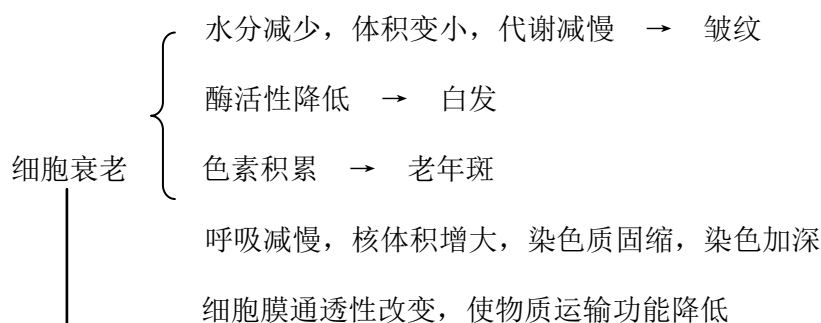 水分减少，体积变小，代谢减慢 → 皱纹
酶活性降低 → 白发
细胞衰老 色素积累 → 老年斑
呼吸减慢，核体积增大，染色质固缩，染色加深
细胞膜通透性改变，使物质运输功能降低